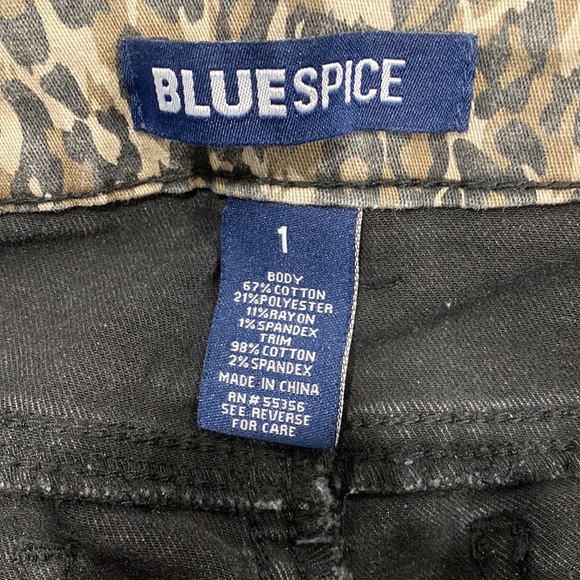 BLUESPICE
1
BODY
67% COTTON
21% POLYESTER
11% RAYON
1% SPANDEX
TRIM
98% COTTON
2% SPANDEX
MADE IN CHINA
RN# 55356
SEE REVERSE
FOR CARE